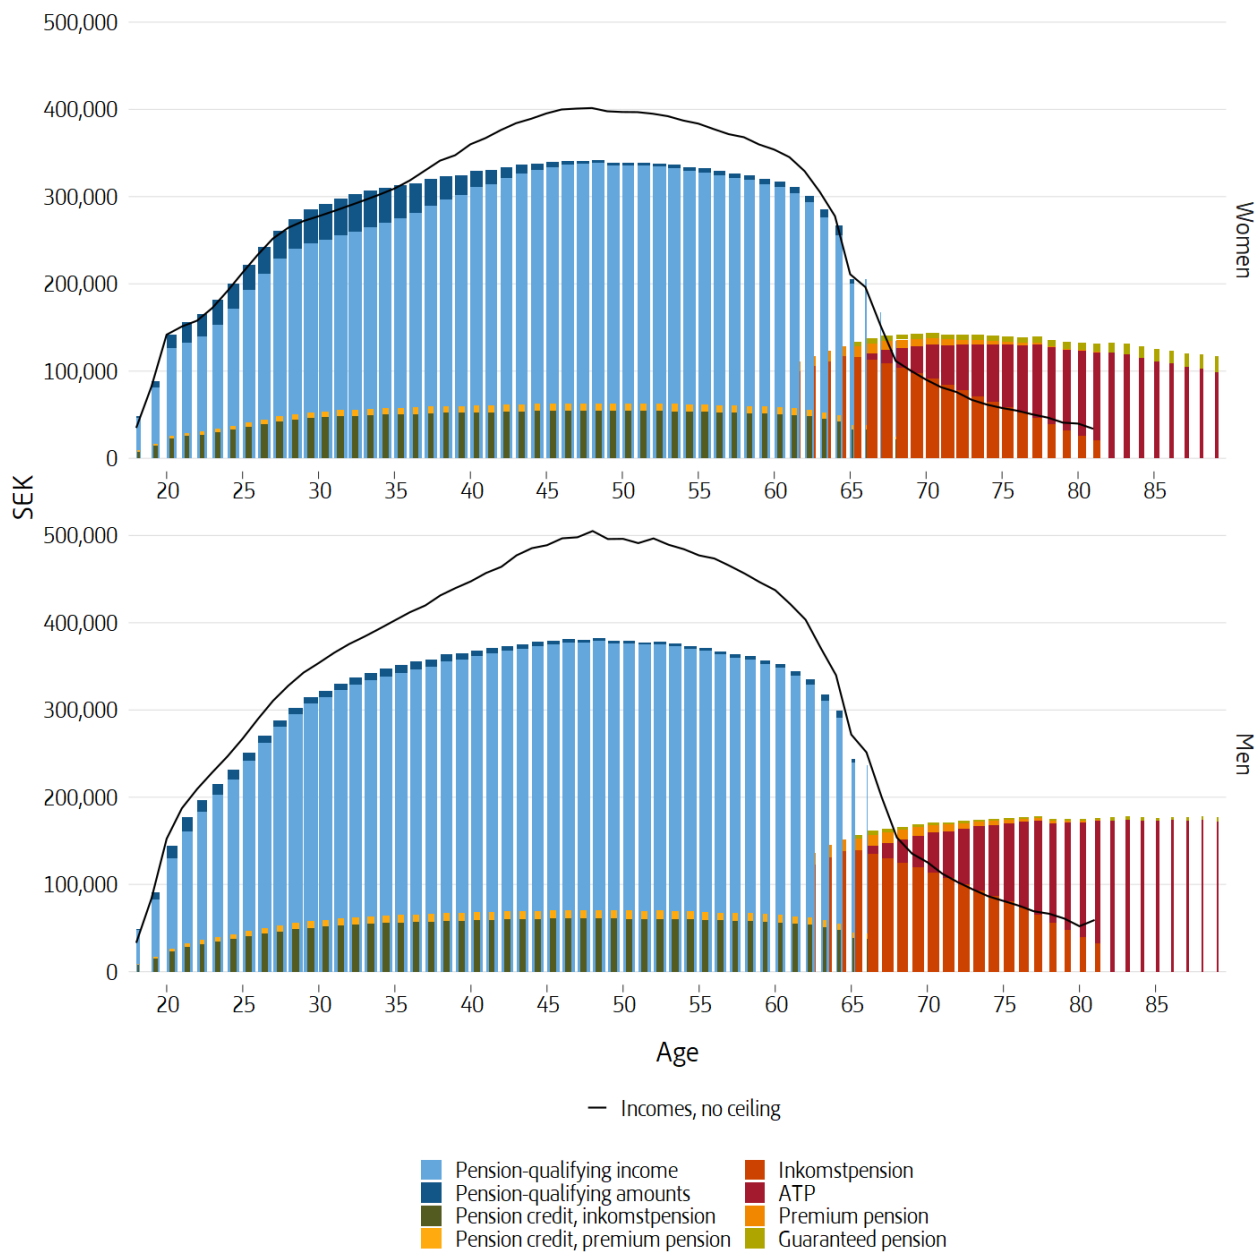 500,000
400,000
300,000
200,000
100,000
0
Women
20 25 30 35 40 45 50 55 60 65 70 75 80 85
SEK
500,000
400,000
300,000
200,000
100,000
0
Men
20 25 30 35 40 45 50 55 60 65 70 75 80 85
Age
Incomes, no ceiling
Pension-qualifying income
Pension-qualifying amounts
Pension credit, inkomstpension
Pension credit, premium pension
Inkomstpension
ATP
Premium pension
Guaranteed pension